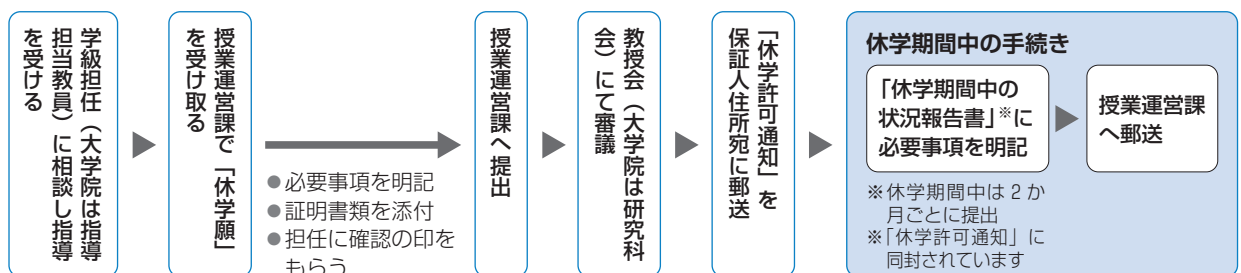 学級担任（大学院は指導
担当教員）に相談し指導
を受ける
授業運営課で「休学願」
を受け取る
●必要事項を明記
●証明書類を添付
●担任に確認の印を
もらう
授業運営課へ提出
教授会（大学院は研究科
会）にて審議
「休学許可通知」を
保証人住所宛に郵送
休学期間中の手続き
「休学期間中の
状況報告書」※に
必要事項を明記
授業運営課
へ郵送
※休学期間中は2か
月ごとに提出
※「休学許可通知」に
同封されています